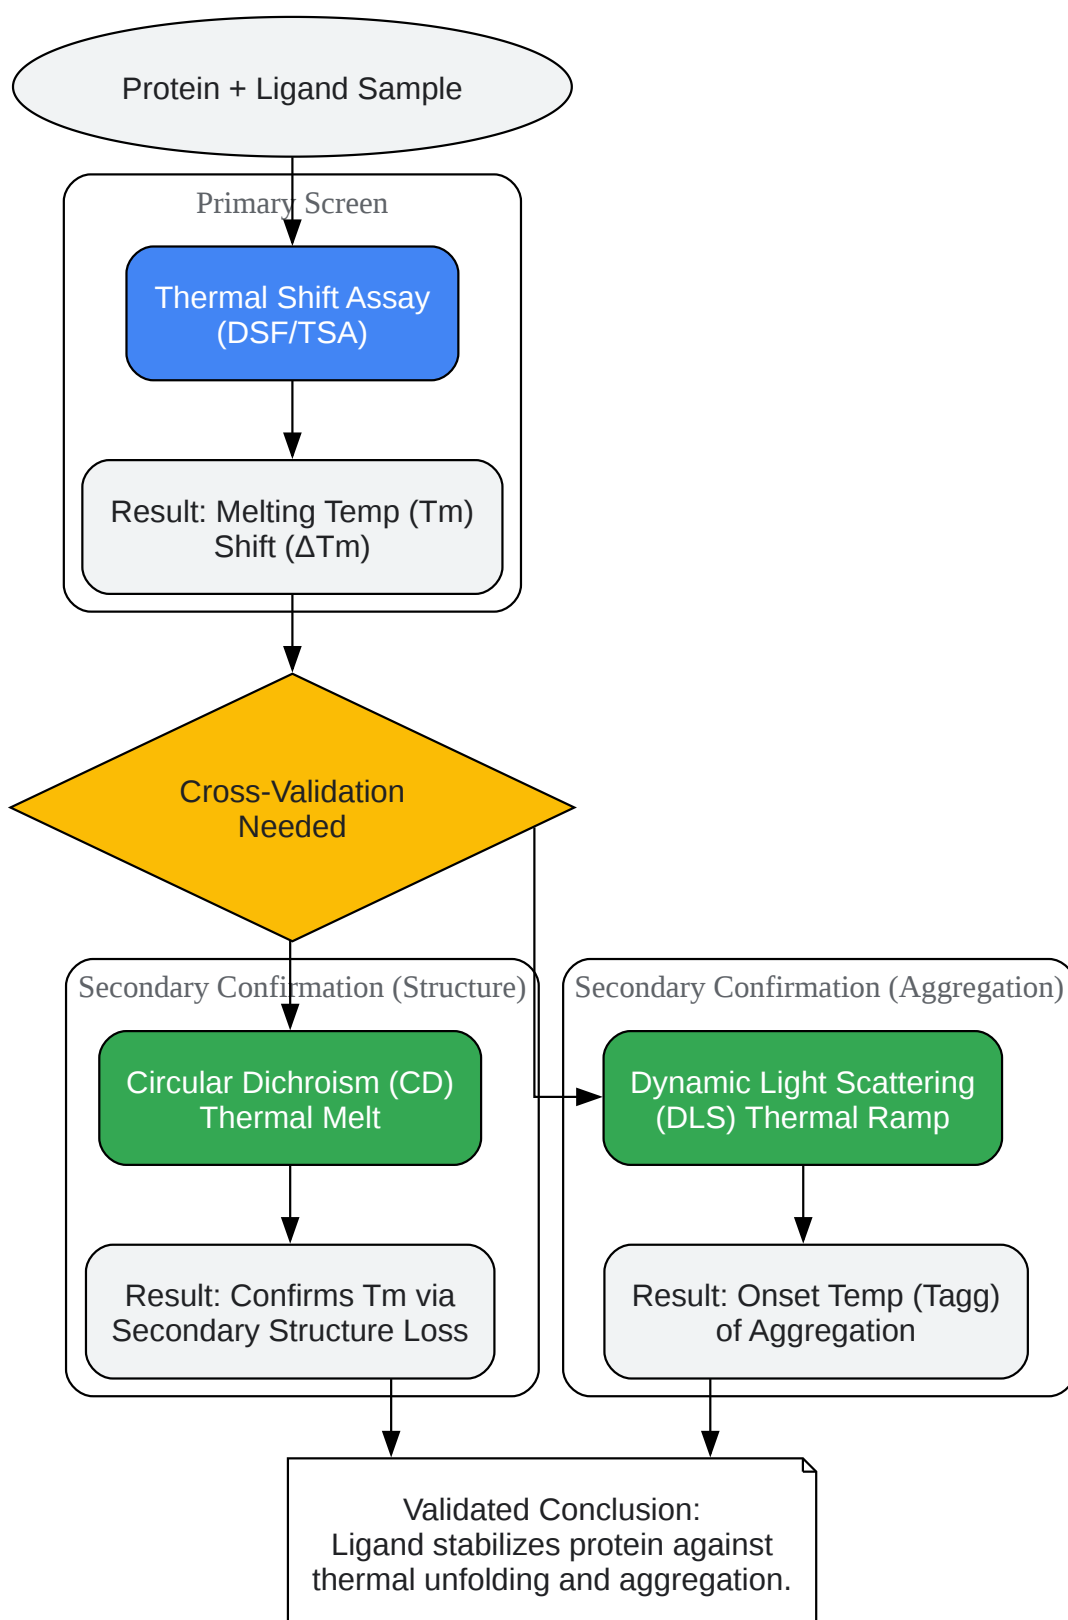 Protein + Ligand Sample
Primary Screen
Thermal Shift Assay
(DSF/TSA)
Result: Melting Temp (Tm)
Shift (ΔTm)
Cross-Validation
Needed
Secondary Confirmation (Structure)
Circular Dichroism (CD)
Thermal Melt
Result: Confirms Tm via
Secondary Structure Loss
Secondary Confirmation (Aggregation)
Dynamic Light Scattering
(DLS) Thermal Ramp
Result: Onset Temp (Tagg)
of Aggregation
Validated Conclusion:
Ligand stabilizes protein against
thermal unfolding and aggregation.